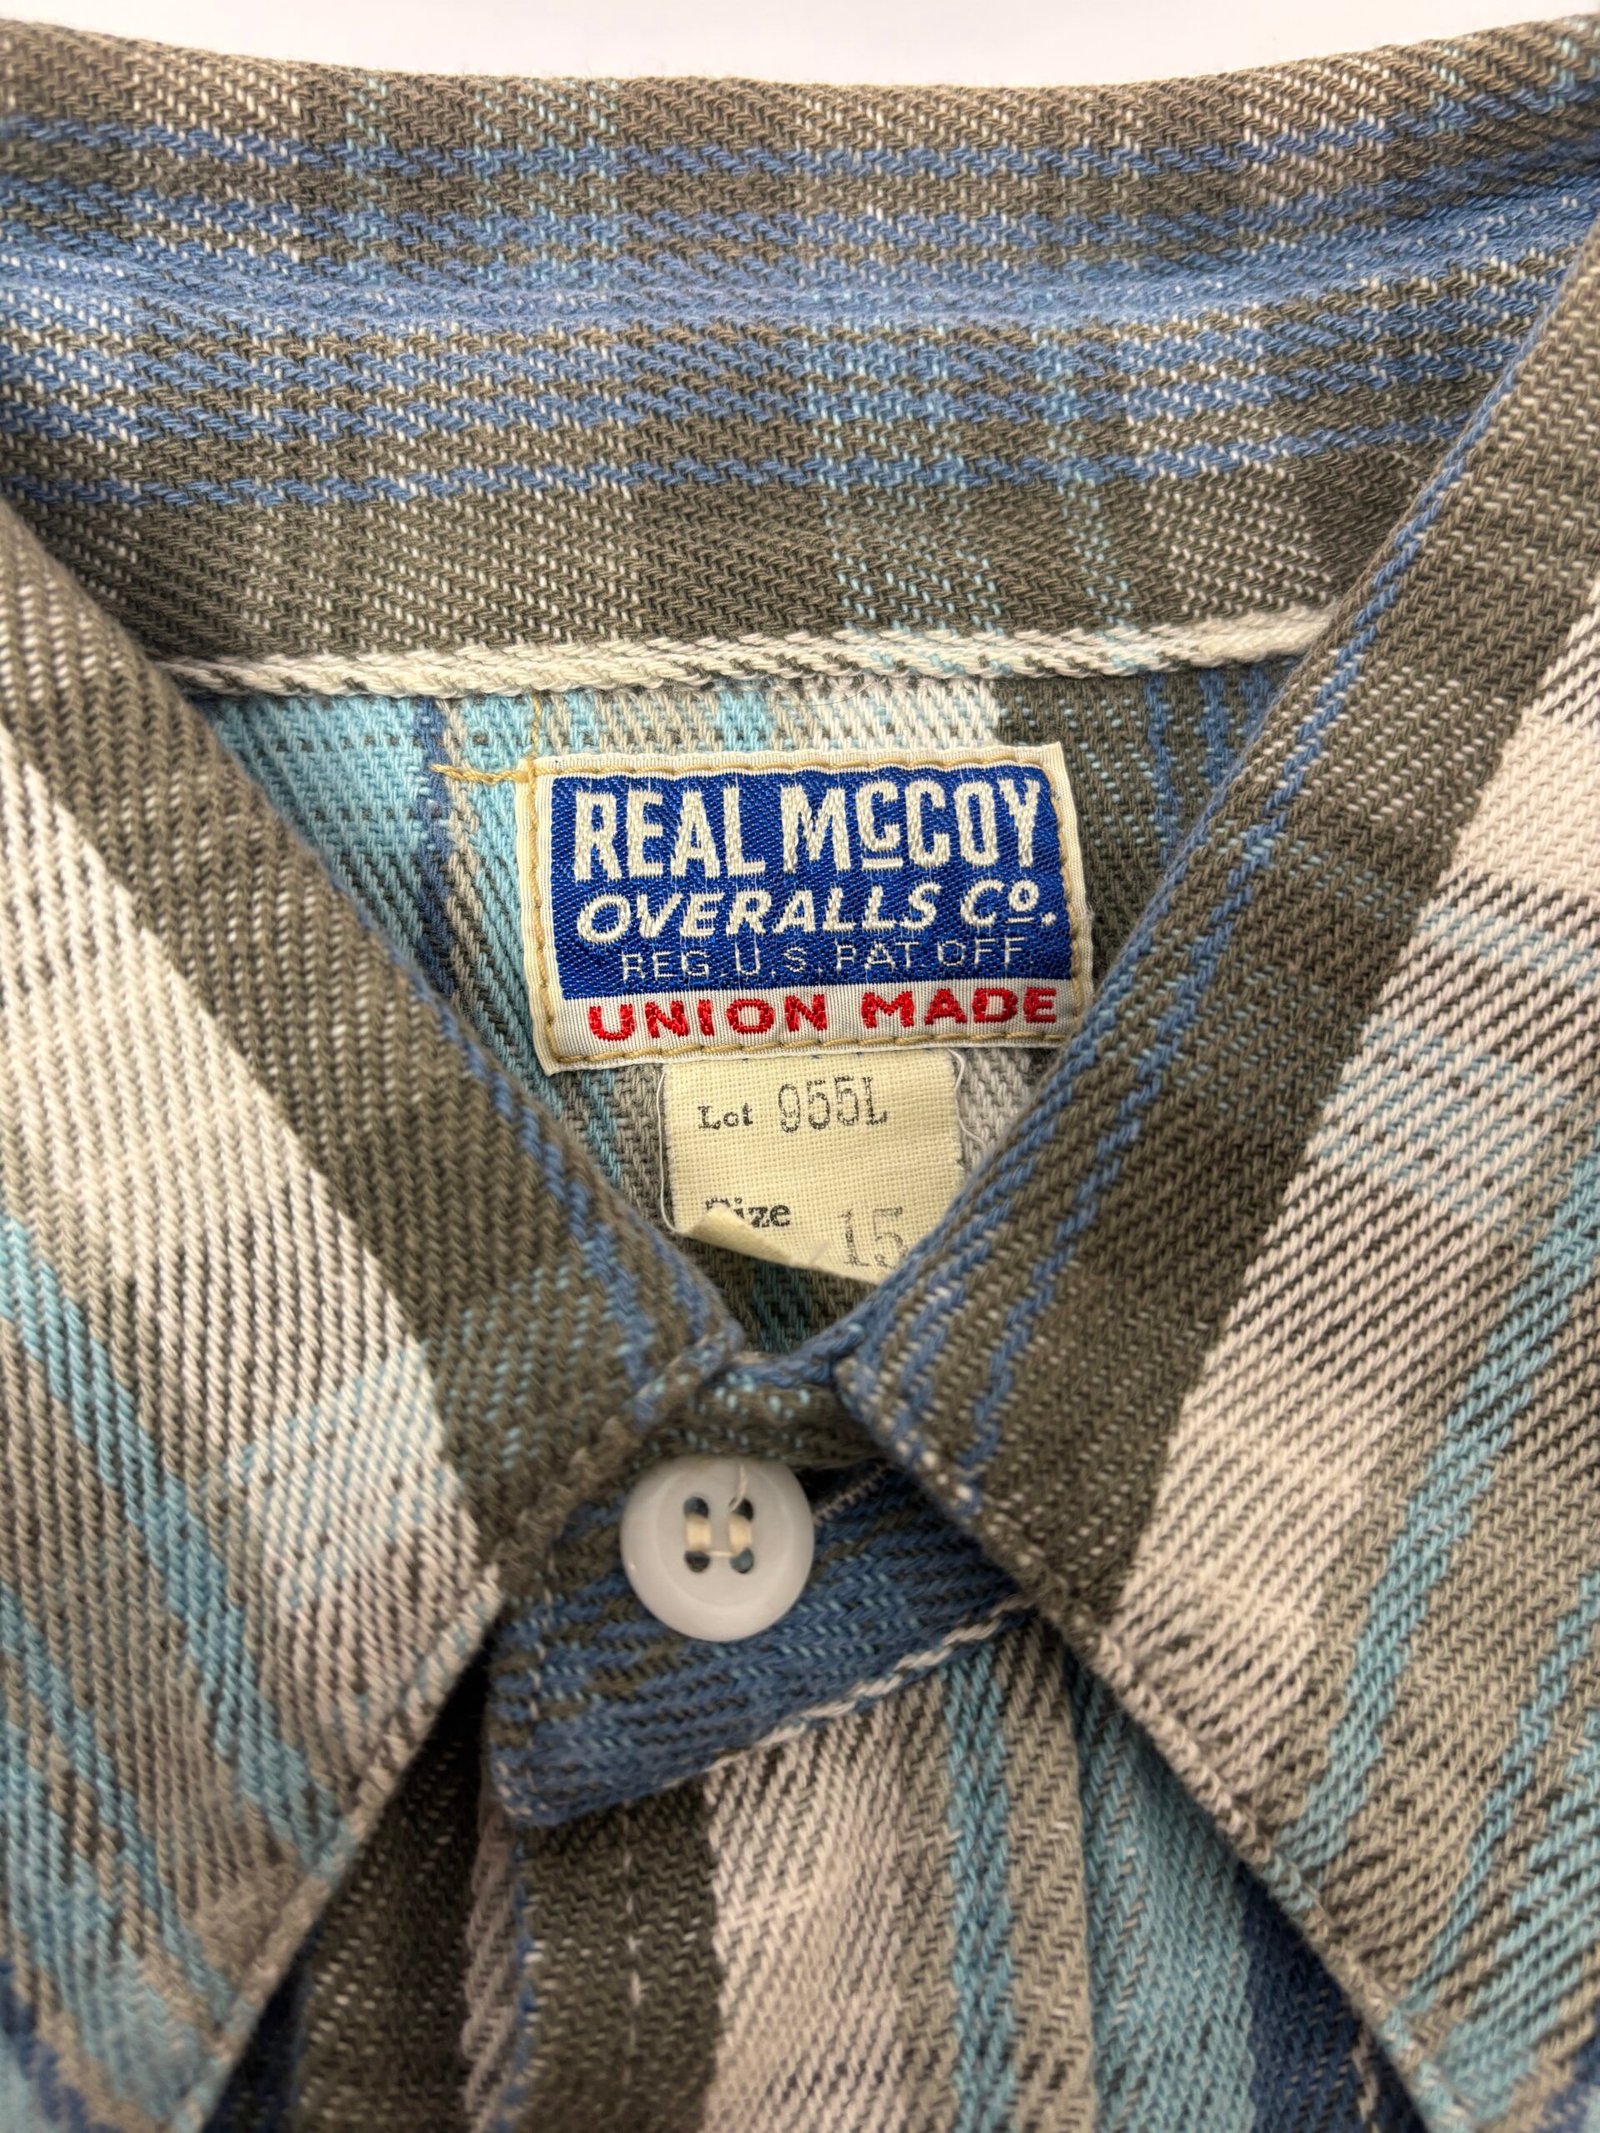 REAL McCOY
OVERALLS Co.
REG. U.S. PAT OFF
UNION MADE
Lot 955L
Size 15